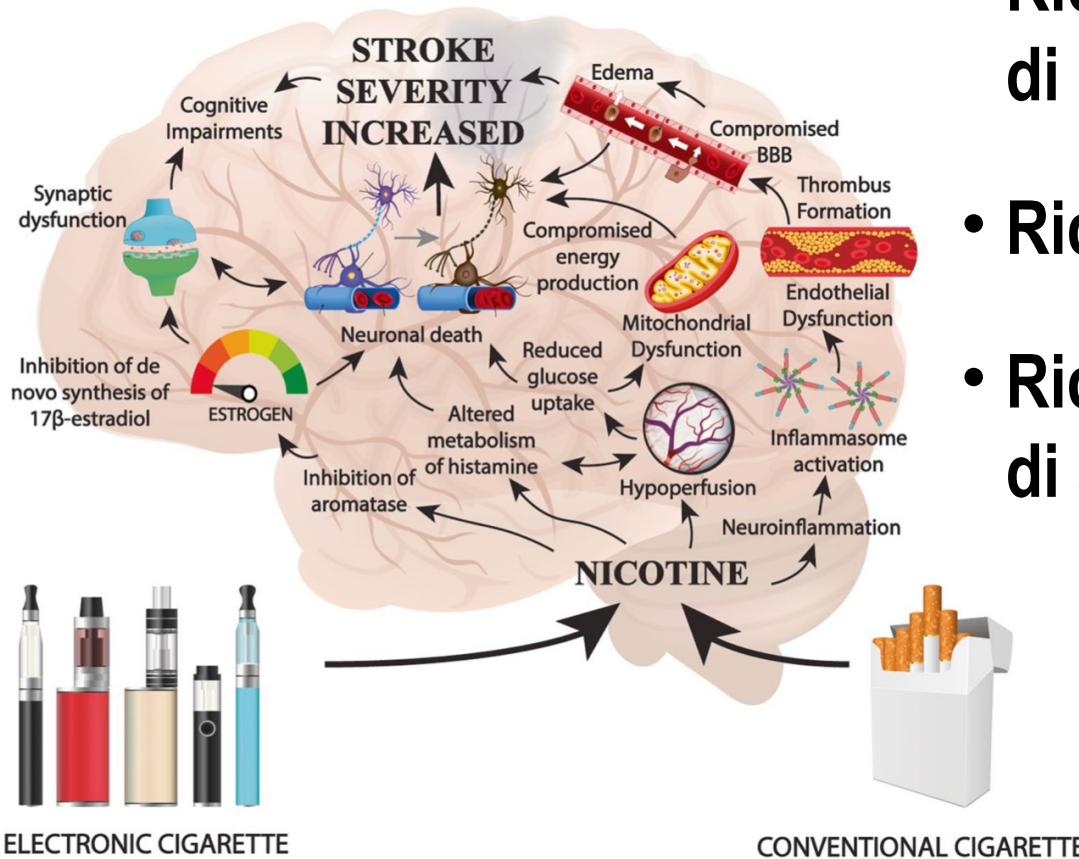 STROKE
SEVERITY
INCREASED
Edema
Cognitive
Impairments
Compromised
BBB
Synaptic
dysfunction
Thrombus
Formation
Compromised
energy
production
Endothelial
Dysfunction
Neuronal death
Mitochondrial
Dysfunction
Inhibition of de
novo synthesis of
17β-estradiol
ESTROGEN
Reduced
glucose
uptake
Altered
metabolism
of histamine
Inflammasome
activation
Inhibition of
aromatase
Hypoperfusion
Neuroinflammation
NICOTINE
ELECTRONIC CIGARETTE
CONVENTIONAL CIGARETTE
di
•
•
di